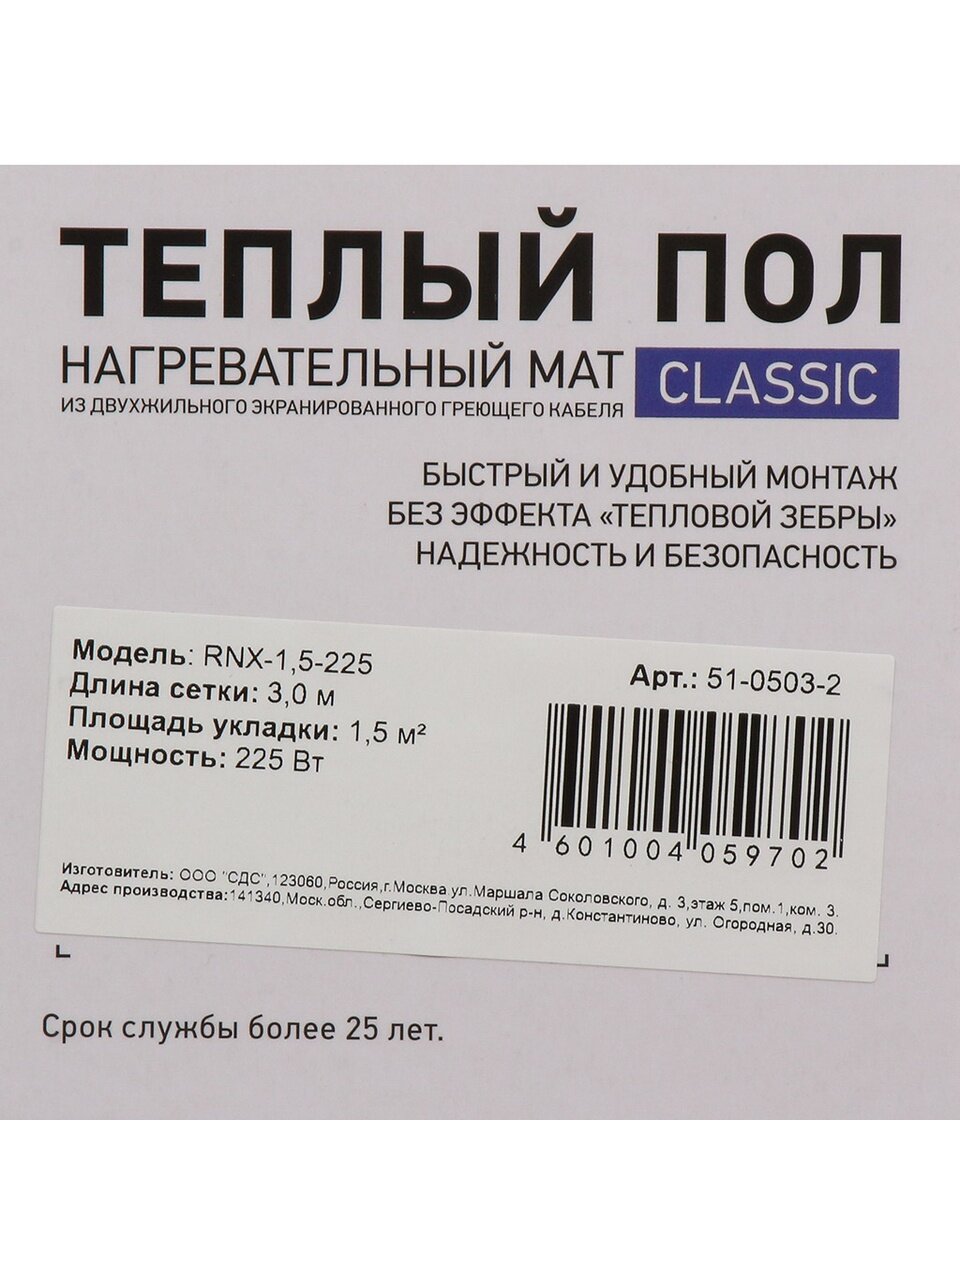 ТЕПЛЫЙ ПОЛ
НАГРЕВАТЕЛЬНЫЙ МАТ CLASSIC
ИЗ ДВУХЖИЛЬНОГО ЭКРАНИРОВАННОГО ГРЕЮЩЕГО КАБЕЛЯ
БЫСТРЫЙ И УДОБНЫЙ МОНТАЖ
БЕЗ ЭФФЕКТА «ТЕПЛОВОЙ ЗЕБРЫ»
НАДЕЖНОСТЬ И БЕЗОПАСНОСТЬ
Модель: RNX-1,5-225
Длина сетки: 3,0 м
Площадь укладки: 1,5 м²
Мощность: 225 Вт
Арт.: 51-0503-2
4 601004 059702
Изготовитель: ООО "СДС",123060,Россия,г.Москва ул.Маршала Соколовского, д. 3,этаж 5,пом.1,ком. 3.
Адрес производства:141340,Моск.обл.,Сергиево-Посадский р-н, д.Константиново, ул. Огородная, д.30.
Срок службы более 25 лет.